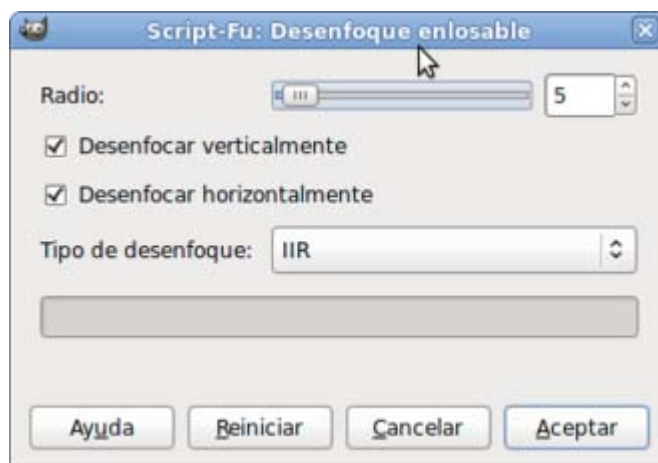 Script-Fu: Desenfoque enlosable
Radio: 5
Desenfocar verticalmente
Desenfocar horizontalmente
Tipo de desenfoque: IIR
Ayuda Reiniciar Cancelar Aceptar